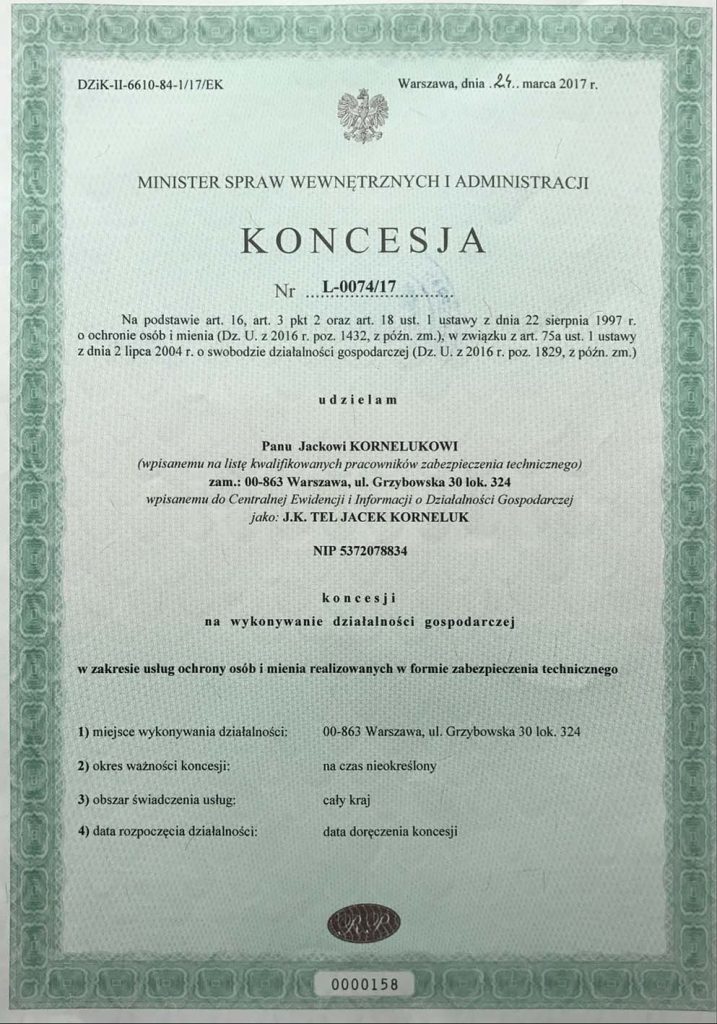 DZiK-II-6610-84-1/17/EK
Warszawa, dnia .24.. marca 2017 r.
MINISTER SPRAW WEWNĘTRZNYCH I ADMINISTRACJI
KONCESJA
Nr ....L-0074/17..............
Na podstawie art. 16, art. 3 pkt 2 oraz art. 18 ust. 1 ustawy z dnia 22 sierpnia 1997 r.
o ochronie osób i mienia (Dz. U. z 2016 r. poz. 1432, z późn. zm.), w związku z art. 75a ust. 1 ustawy
z dnia 2 lipca 2004 r. o swobodzie działalności gospodarczej (Dz. U. z 2016 r. poz. 1829, z późn. zm.)
udzielam
Panu Jackowi KORNELUKOWI
(wpisanemu na listę kwalifikowanych pracowników zabezpieczenia technicznego)
zam.: 00-863 Warszawa, ul. Grzybowska 30 lok. 324
wpisanemu do Centralnej Ewidencji i Informacji o Działalności Gospodarczej
jako: J.K. TEL JACEK KORNELUK
NIP 5372078834
koncesji
na wykonywanie działalności gospodarczej
w zakresie usług ochrony osób i mienia realizowanych w formie zabezpieczenia technicznego
1) miejsce wykonywania działalności: 00-863 Warszawa, ul. Grzybowska 30 lok. 324
2) okres ważności koncesji: na czas nieokreślony
3) obszar świadczenia usług: cały kraj
4) data rozpoczęcia działalności: data doręczenia koncesji
R.P
0000158